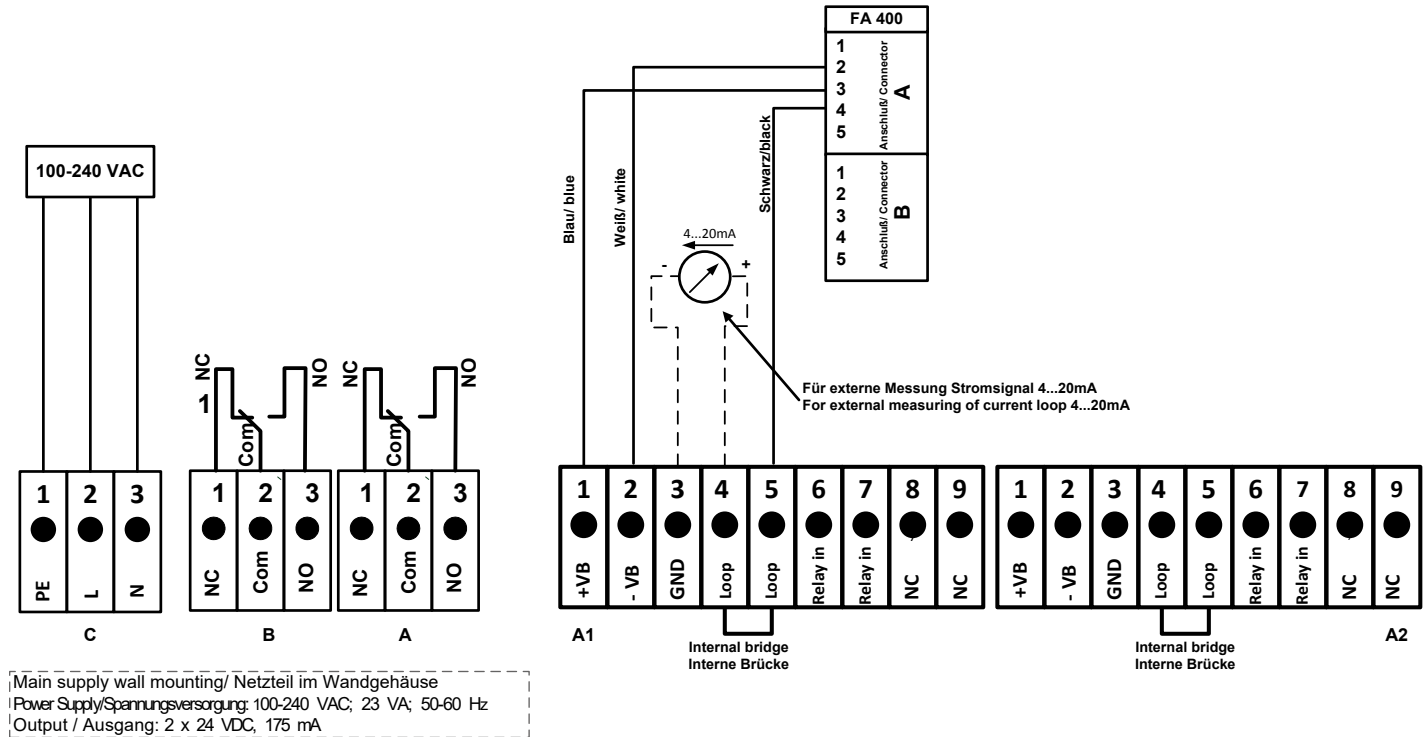 FA 400
1
2
3
4
5
Anschluß/ Connector
A
1
2
3
4
5
Anschluß/ Connector
B
100-240 VAC
Blau/ blue
Weiß/ white
Schwarz/black
4...20mA
- +
Für externe Messung Stromsignal 4...20mA
For external measuring of current loop 4...20mA
NC NO NC NO
1
Com Com
1 2 3
PE L N
C
1 2 3
NC Com NO
B
1 2 3
NC Com NO
A
1 2 3 4 5 6 7 8 9
+VB - VB GND Loop Loop Relay in Relay in NC NC
A1
Internal bridge
Interne Brücke
1 2 3 4 5 6 7 8 9
+VB - VB GND Loop Loop Relay in Relay in NC NC
A2
Internal bridge
Interne Brücke
Main supply wall mounting/ Netzteil im Wandgehäuse
Power Supply/Spannungsversorgung: 100-240 VAC; 23 VA; 50-60 Hz
Output / Ausgang: 2 x 24 VDC, 175 mA